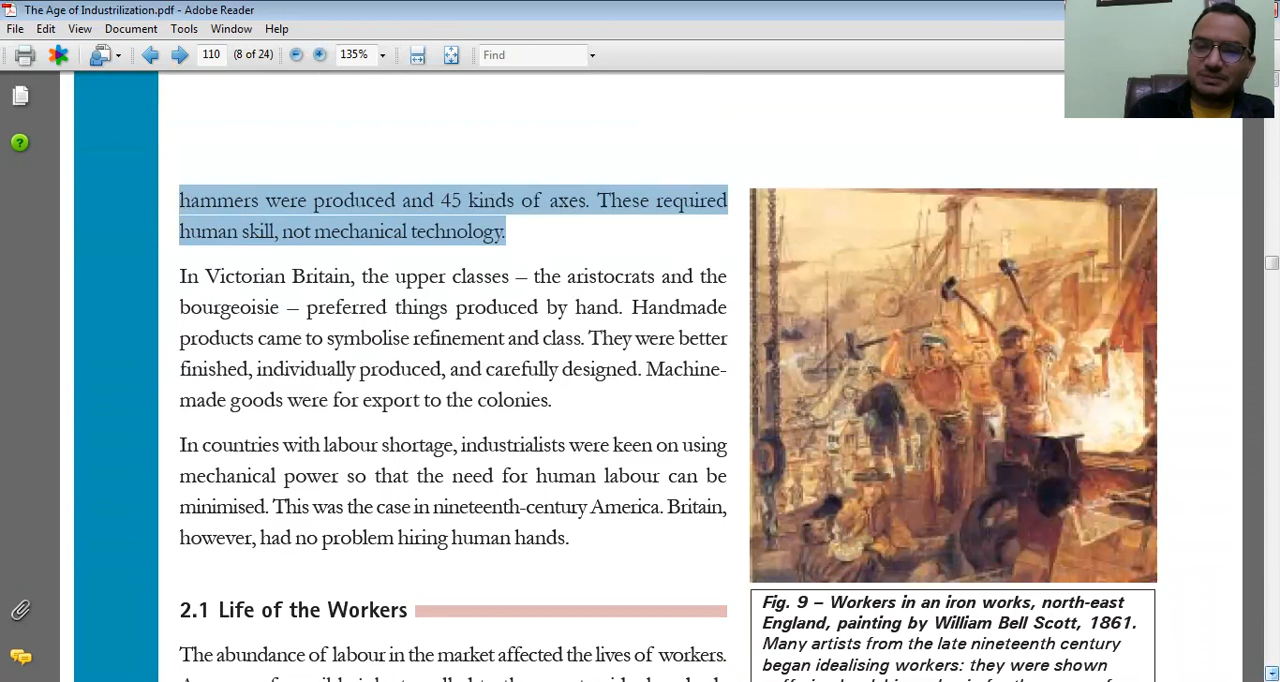 The Age of Industrilization.pdf - Adobe Reader
File Edit View Document Tools Window Help
110 (8 of 24) 135% Find
hammers were produced and 45 kinds of axes. These required
human skill, not mechanical technology.
In Victorian Britain, the upper classes – the aristocrats and the
bourgeoisie – preferred things produced by hand. Handmade
products came to symbolise refinement and class. They were better
finished, individually produced, and carefully designed. Machine-
made goods were for export to the colonies.
In countries with labour shortage, industrialists were keen on using
mechanical power so that the need for human labour can be
minimised. This was the case in nineteenth-century America. Britain,
however, had no problem hiring human hands.
2.1 Life of the Workers
The abundance of labour in the market affected the lives of workers.
Fig. 9 – Workers in an iron works, north-east
England, painting by William Bell Scott, 1861.
Many artists from the late nineteenth century
began idealising workers: they were shown